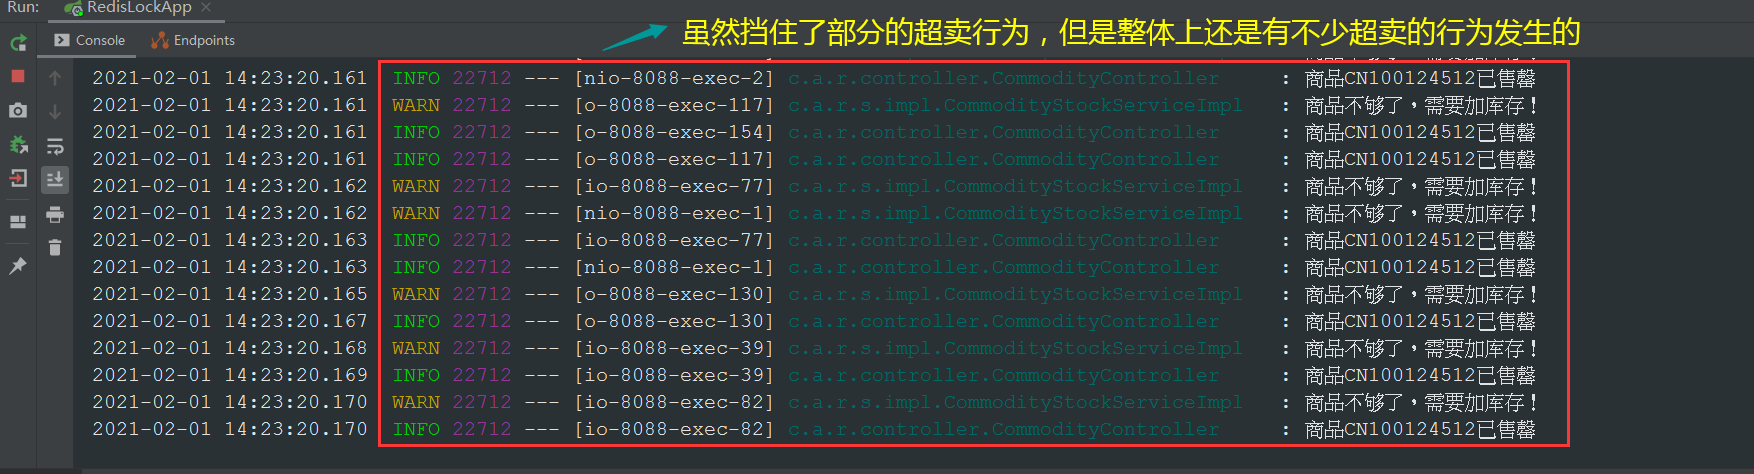 Run: RedisLockApp ×
Console Endpoints
虽然挡住了部分的超卖行为，但是整体上还是有不少超卖的行为发生的
2021-02-01 14:23:20.161 INFO 22712 --- [nio-8088-exec-2] c.a.r.controller.CommodityController : 商品CN100124512已售罄
2021-02-01 14:23:20.161 WARN 22712 --- [o-8088-exec-117] c.a.r.s.impl.CommodityStockServiceImpl : 商品不够了，需要加库存！
2021-02-01 14:23:20.161 INFO 22712 --- [o-8088-exec-154] c.a.r.controller.CommodityController : 商品CN100124512已售罄
2021-02-01 14:23:20.161 INFO 22712 --- [o-8088-exec-117] c.a.r.controller.CommodityController : 商品CN100124512已售罄
2021-02-01 14:23:20.162 WARN 22712 --- [io-8088-exec-77] c.a.r.s.impl.CommodityStockServiceImpl : 商品不够了，需要加库存！
2021-02-01 14:23:20.162 WARN 22712 --- [nio-8088-exec-1] c.a.r.s.impl.CommodityStockServiceImpl : 商品不够了，需要加库存！
2021-02-01 14:23:20.163 INFO 22712 --- [io-8088-exec-77] c.a.r.controller.CommodityController : 商品CN100124512已售罄
2021-02-01 14:23:20.163 INFO 22712 --- [nio-8088-exec-1] c.a.r.controller.CommodityController : 商品CN100124512已售罄
2021-02-01 14:23:20.165 WARN 22712 --- [o-8088-exec-130] c.a.r.s.impl.CommodityStockServiceImpl : 商品不够了，需要加库存！
2021-02-01 14:23:20.167 INFO 22712 --- [o-8088-exec-130] c.a.r.controller.CommodityController : 商品CN100124512已售罄
2021-02-01 14:23:20.168 WARN 22712 --- [io-8088-exec-39] c.a.r.s.impl.CommodityStockServiceImpl : 商品不够了，需要加库存！
2021-02-01 14:23:20.169 INFO 22712 --- [io-8088-exec-39] c.a.r.controller.CommodityController : 商品CN100124512已售罄
2021-02-01 14:23:20.170 WARN 22712 --- [io-8088-exec-82] c.a.r.s.impl.CommodityStockServiceImpl : 商品不够了，需要加库存！
2021-02-01 14:23:20.170 INFO 22712 --- [io-8088-exec-82] c.a.r.controller.CommodityController : 商品CN100124512已售罄